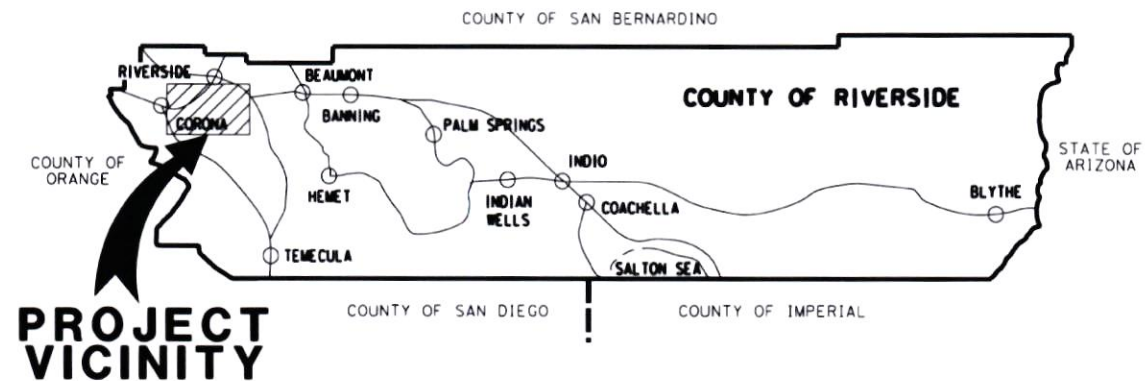 COUNTY OF SAN BERNARDINO
RIVERSIDE
BEAUMONT
COUNTY OF RIVERSIDE
BANNING
CORONA
PALM SPRINGS
STATE OF
ARIZONA
COUNTY OF
ORANGE
INDIO
HEMET
INDIAN
WELLS
BLYTHE
COACHELLA
TEMECULA
SALTON SEA
COUNTY OF SAN DIEGO
COUNTY OF IMPERIAL
PROJECT
VICINITY